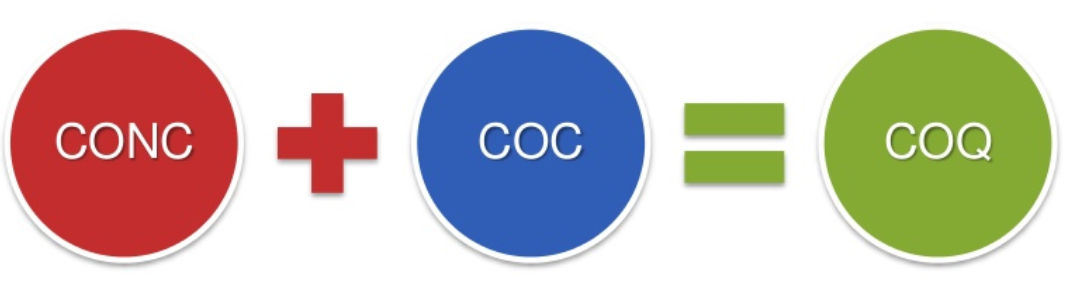 CONC + COC = COQ